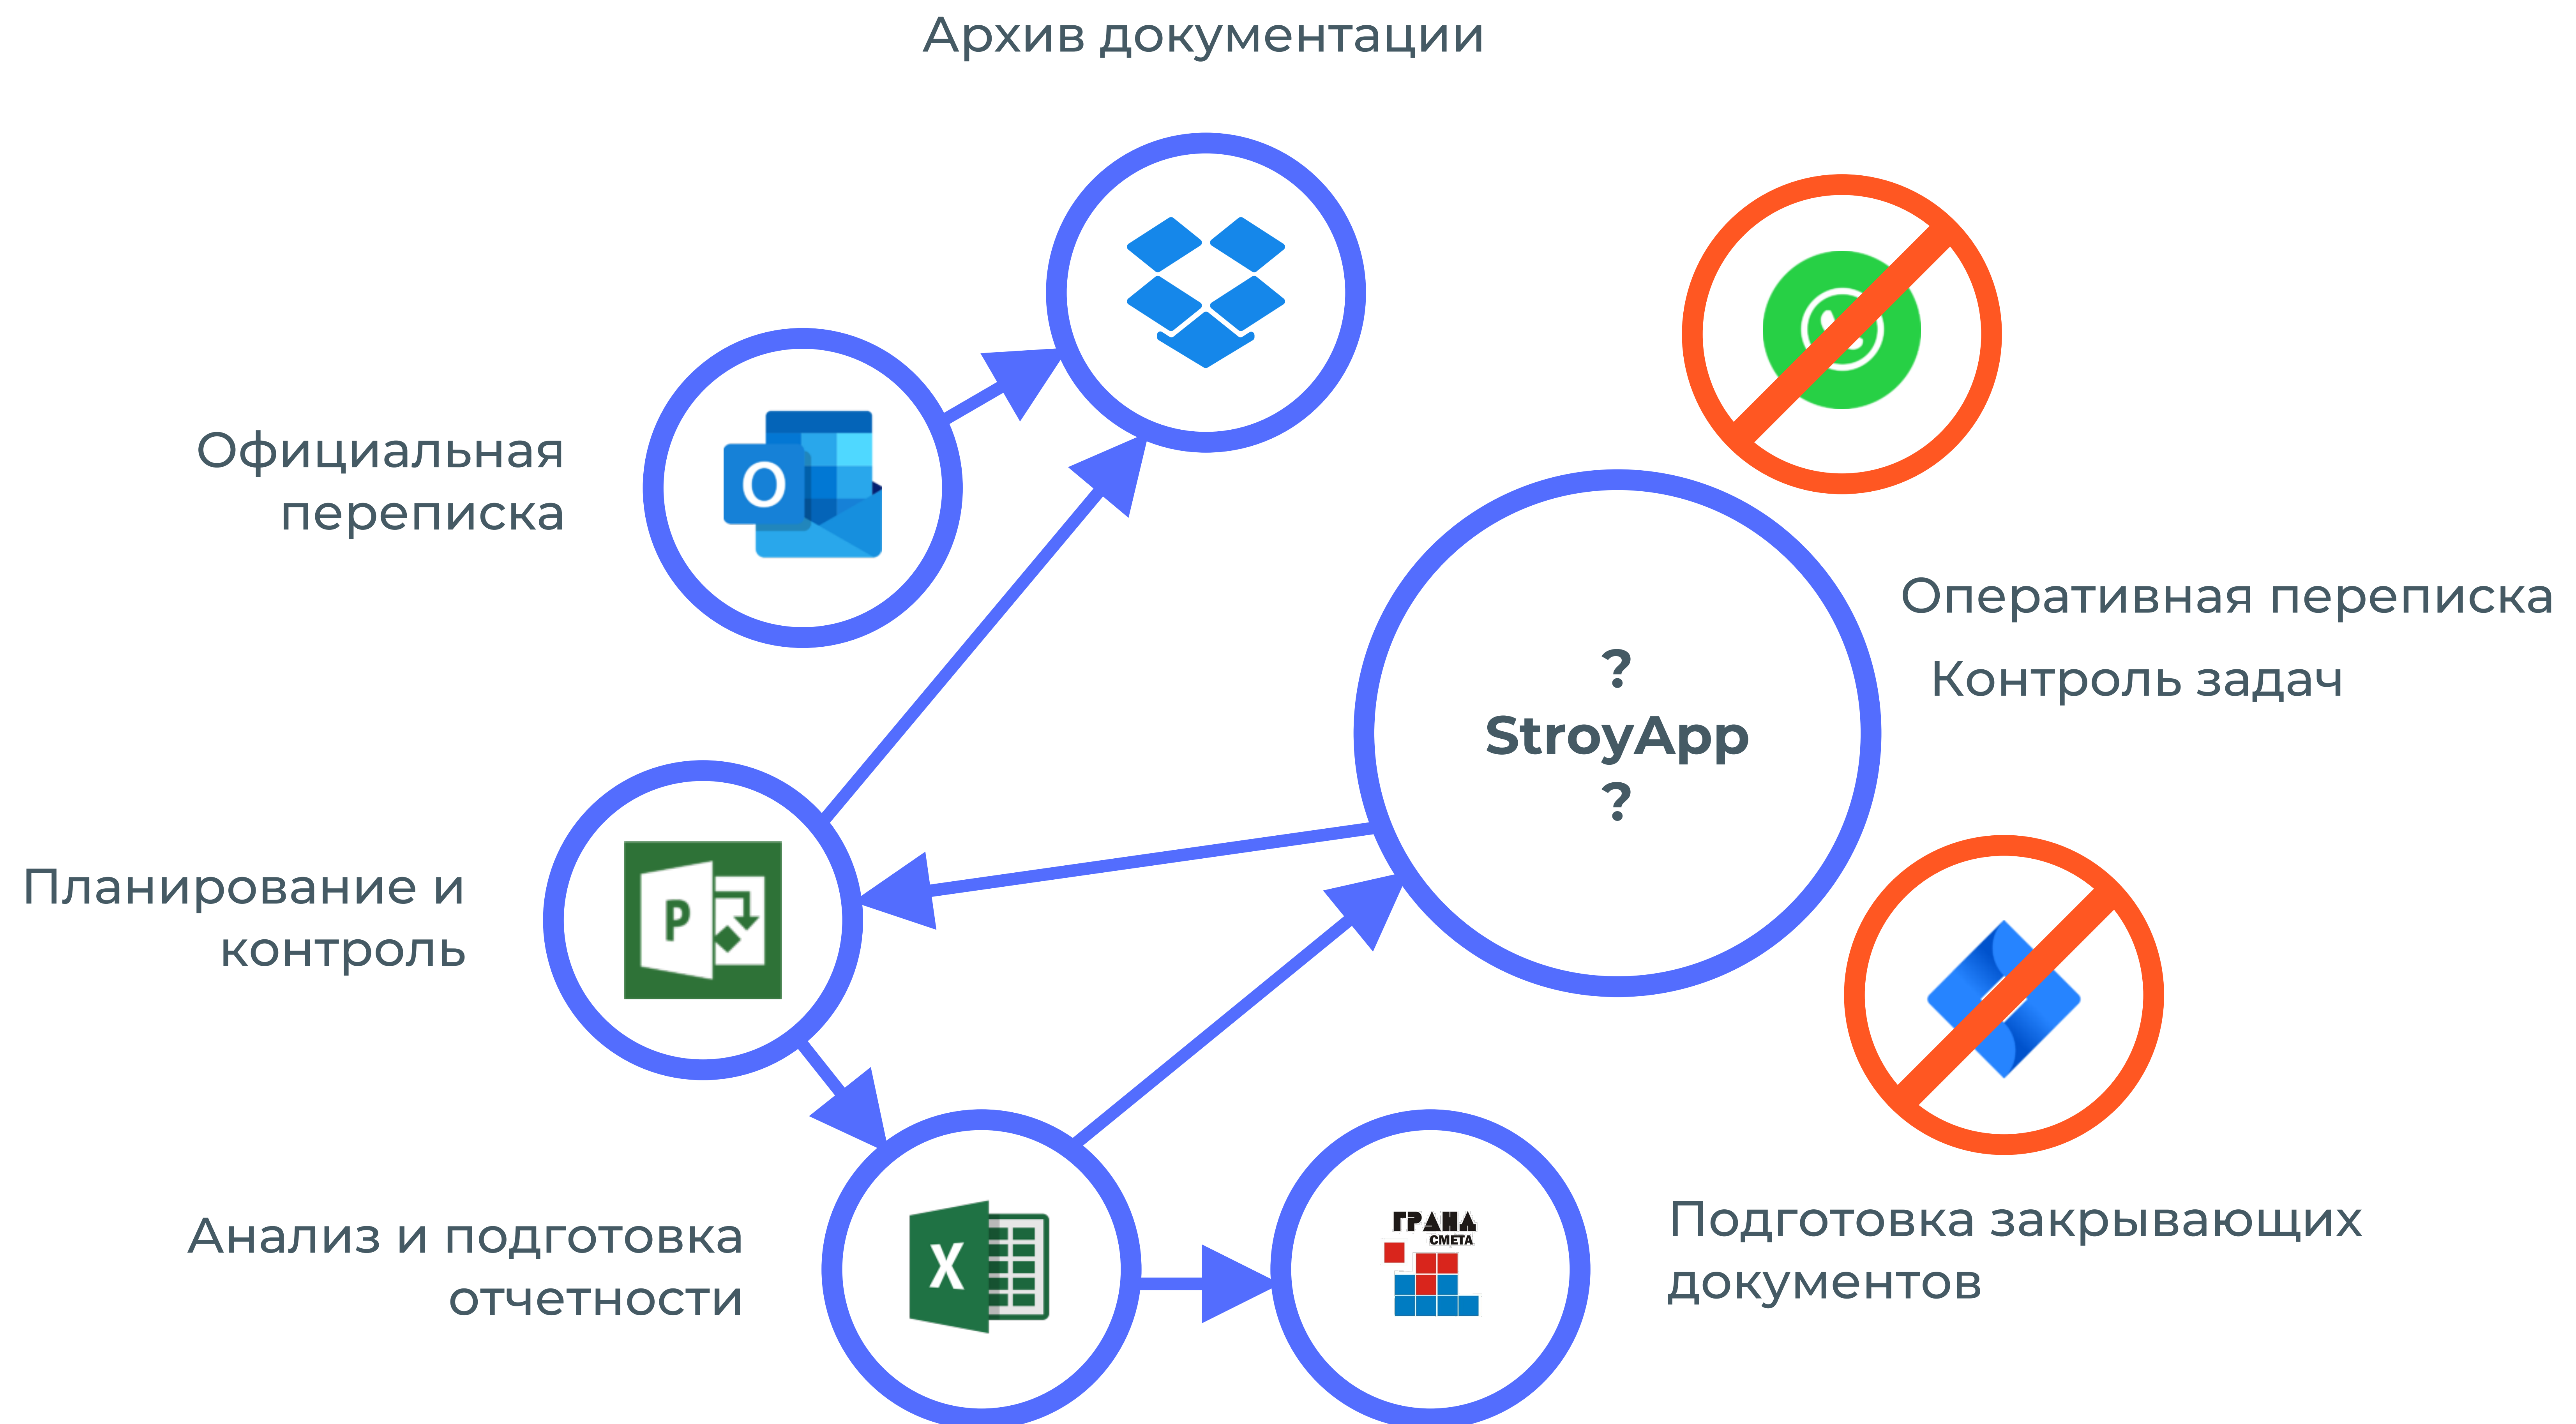 Архив документации
Официальная
переписка
O
Оперативная переписка
Контроль задач
?
StroyApp
?
Планирование и
контроль
P
Анализ и подготовка
отчетности
X
ГРАНД
СМЕТА
Подготовка закрывающих
документов